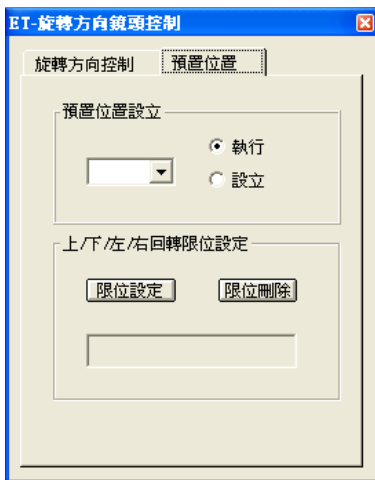 ET-旋轉方向鏡頭控制
旋轉方向控制 預置位置
預置位置設立
執行
設立
上/下/左/右回轉限位設定
限位設定 限位刪除